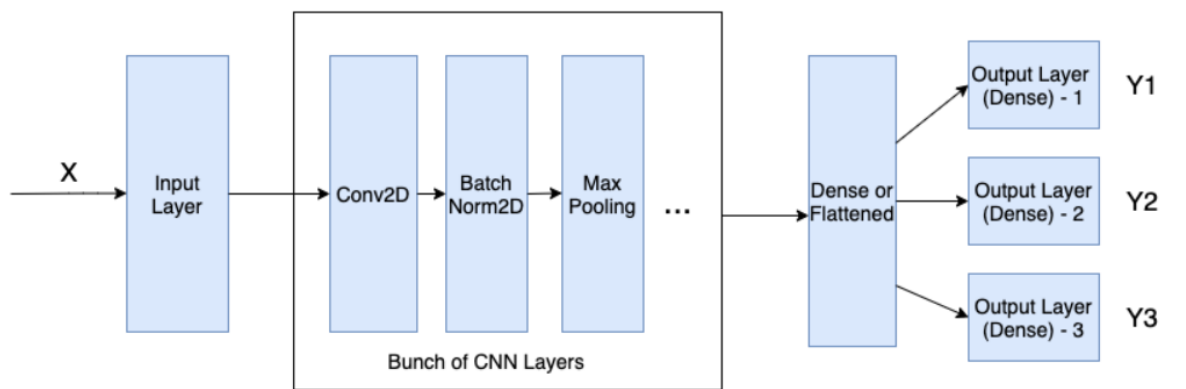 X
Input
Layer
Conv2D
Batch
Norm2D
Max
Pooling
...
Bunch of CNN Layers
Dense or
Flattened
Output Layer
(Dense) - 1
Y1
Output Layer
(Dense) - 2
Y2
Output Layer
(Dense) - 3
Y3